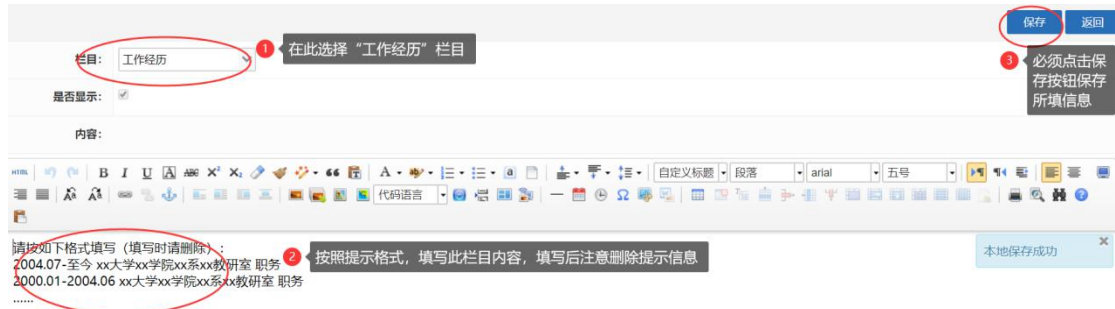 保存 返回
栏目: 工作经历
1 在此选择“工作经历”栏目
3 必须点击保
存按钮保存
所填信息
是否显示:
内容:
HTML B I U A ABC X² X₂ A 自定义标题 段落 arial 五号
代码语言
请按如下格式填写（填写时请删除）:
2004.07-至今 xx大学xx学院xx系xx教研室 职务
2000.01-2004.06 xx大学xx学院xx系xx教研室 职务
......
2 按照提示格式，填写此栏目内容，填写后注意删除提示信息
本地保存成功